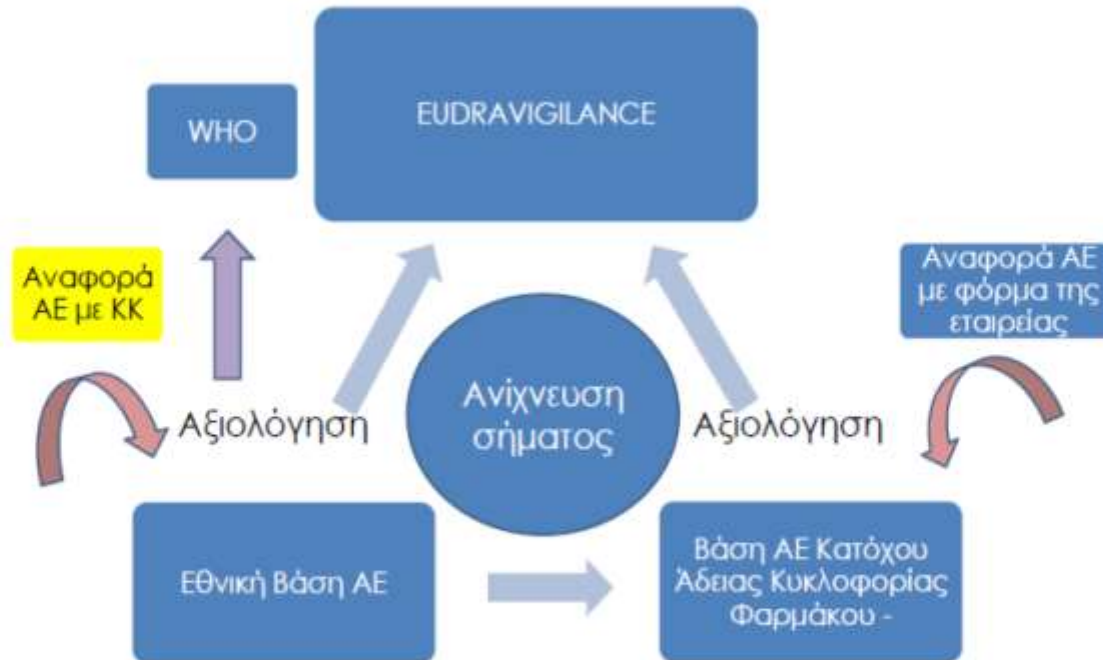 EUDRAVIGILANCE
WHO
Αναφορά
ΑΕ με ΚΚ
Αναφορά ΑΕ
με φόρμα της
εταιρείας
Αξιολόγηση
Ανίχνευση
σήματος
Αξιολόγηση
Εθνική Βάση ΑΕ
Βάση ΑΕ Κατόχου
Άδειας Κυκλοφορίας
Φαρμάκου -